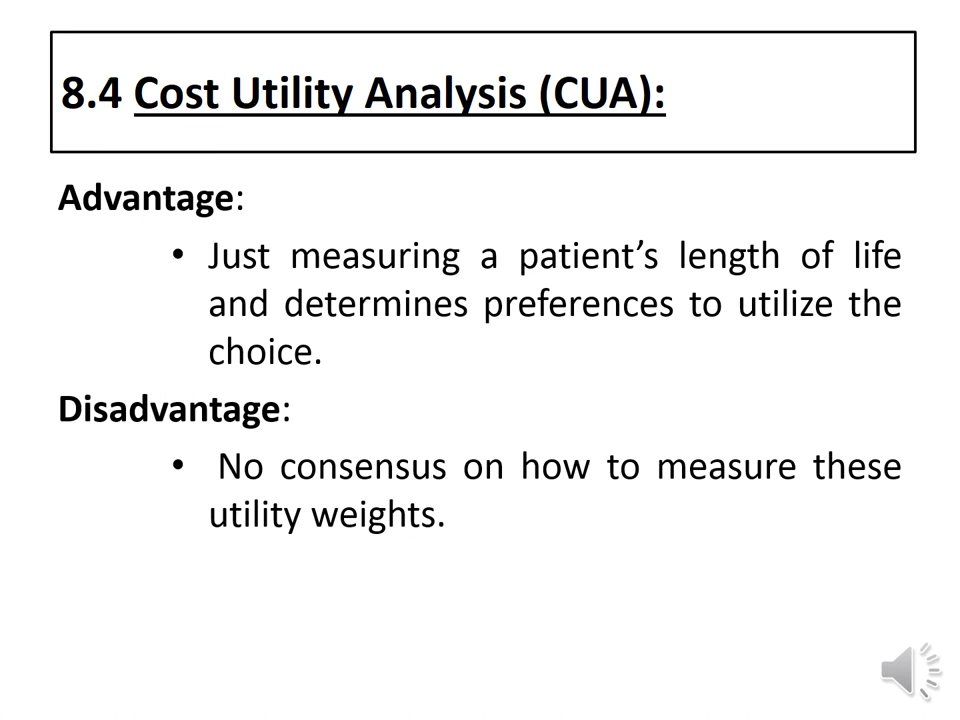 8.4 Cost Utility Analysis (CUA):
Advantage:
• Just measuring a patient’s length of life
and determines preferences to utilize the
choice.
Disadvantage:
• No consensus on how to measure these
utility weights.